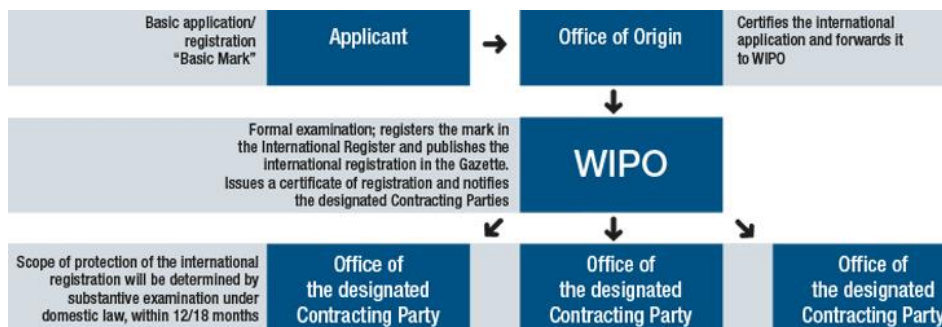 Basic application/
registration
“Basic Mark”
Applicant
Office of Origin
Certifies the international
application and forwards it
to WIPO
Formal examination; registers the mark in
the International Register and publishes the
international registration in the Gazette.
Issues a certificate of registration and notifies
the designated Contracting Parties
WIPO
Scope of protection of the international
registration will be determined by
substantive examination under
domestic law, within 12/18 months
Office of
the designated
Contracting Party
Office of
the designated
Contracting Party
Office of
the designated
Contracting Party